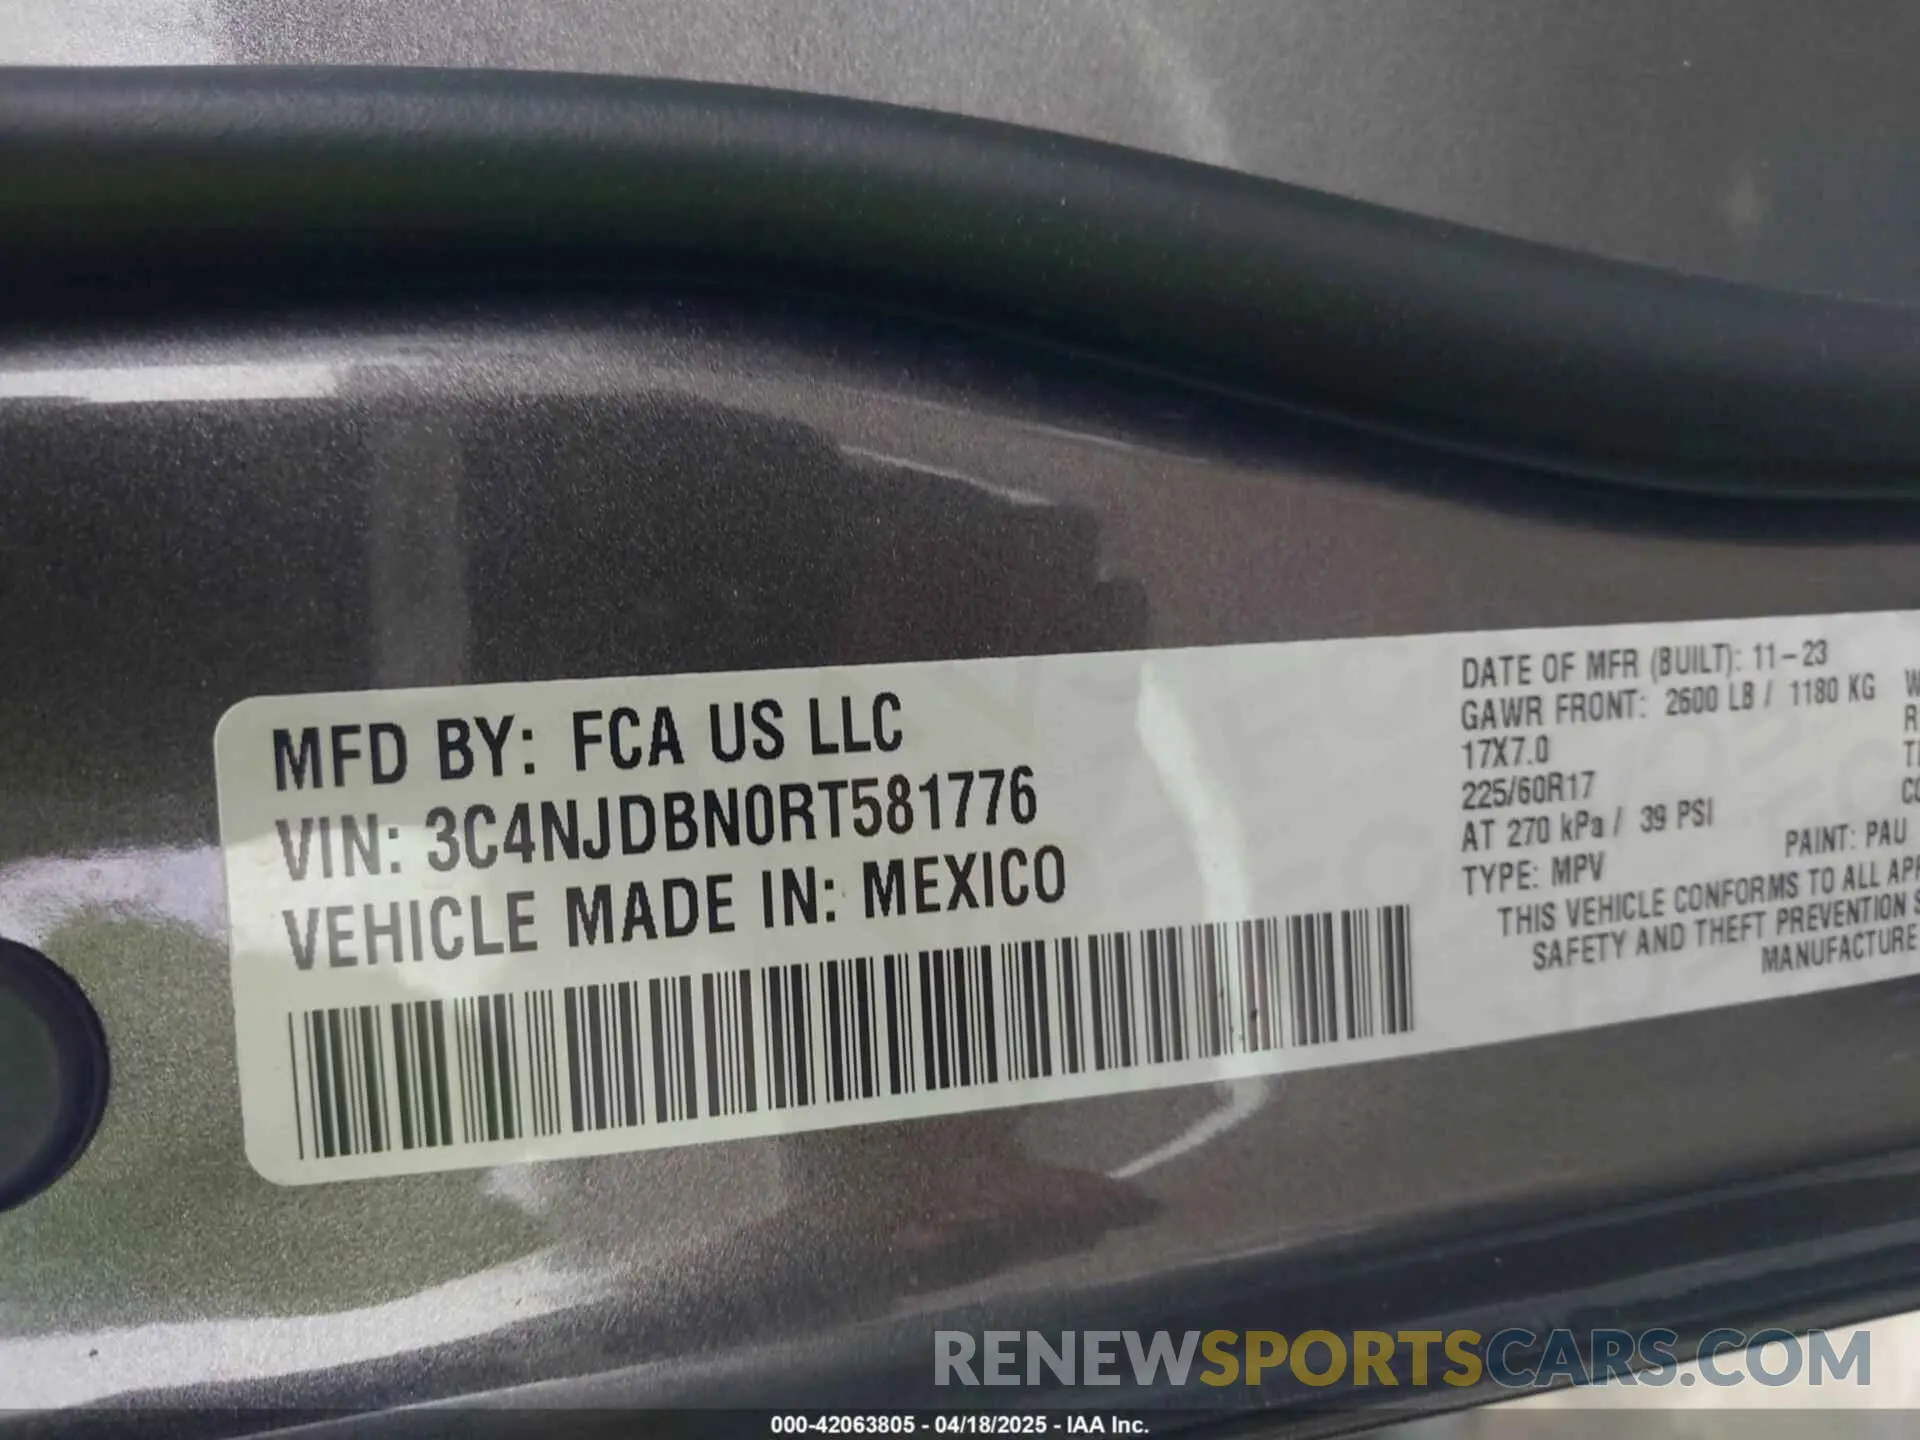 MFD BY: FCA US LLC
VIN: 3C4NJDBN0RT581776
VEHICLE MADE IN: MEXICO
DATE OF MFR (BUILT): 11-23
GAWR FRONT: 2600 LB / 1180 KG
17X7.0
225/60R17
AT 270 kPa / 39 PSI
TYPE: MPV
PAINT: PAU
THIS VEHICLE CONFORMS TO ALL
SAFETY AND THEFT PREVENTION
MANUFACTURE
RENEWSPORTSCARS.COM
000-42063805 - 04/18/2025 - IAA Inc.